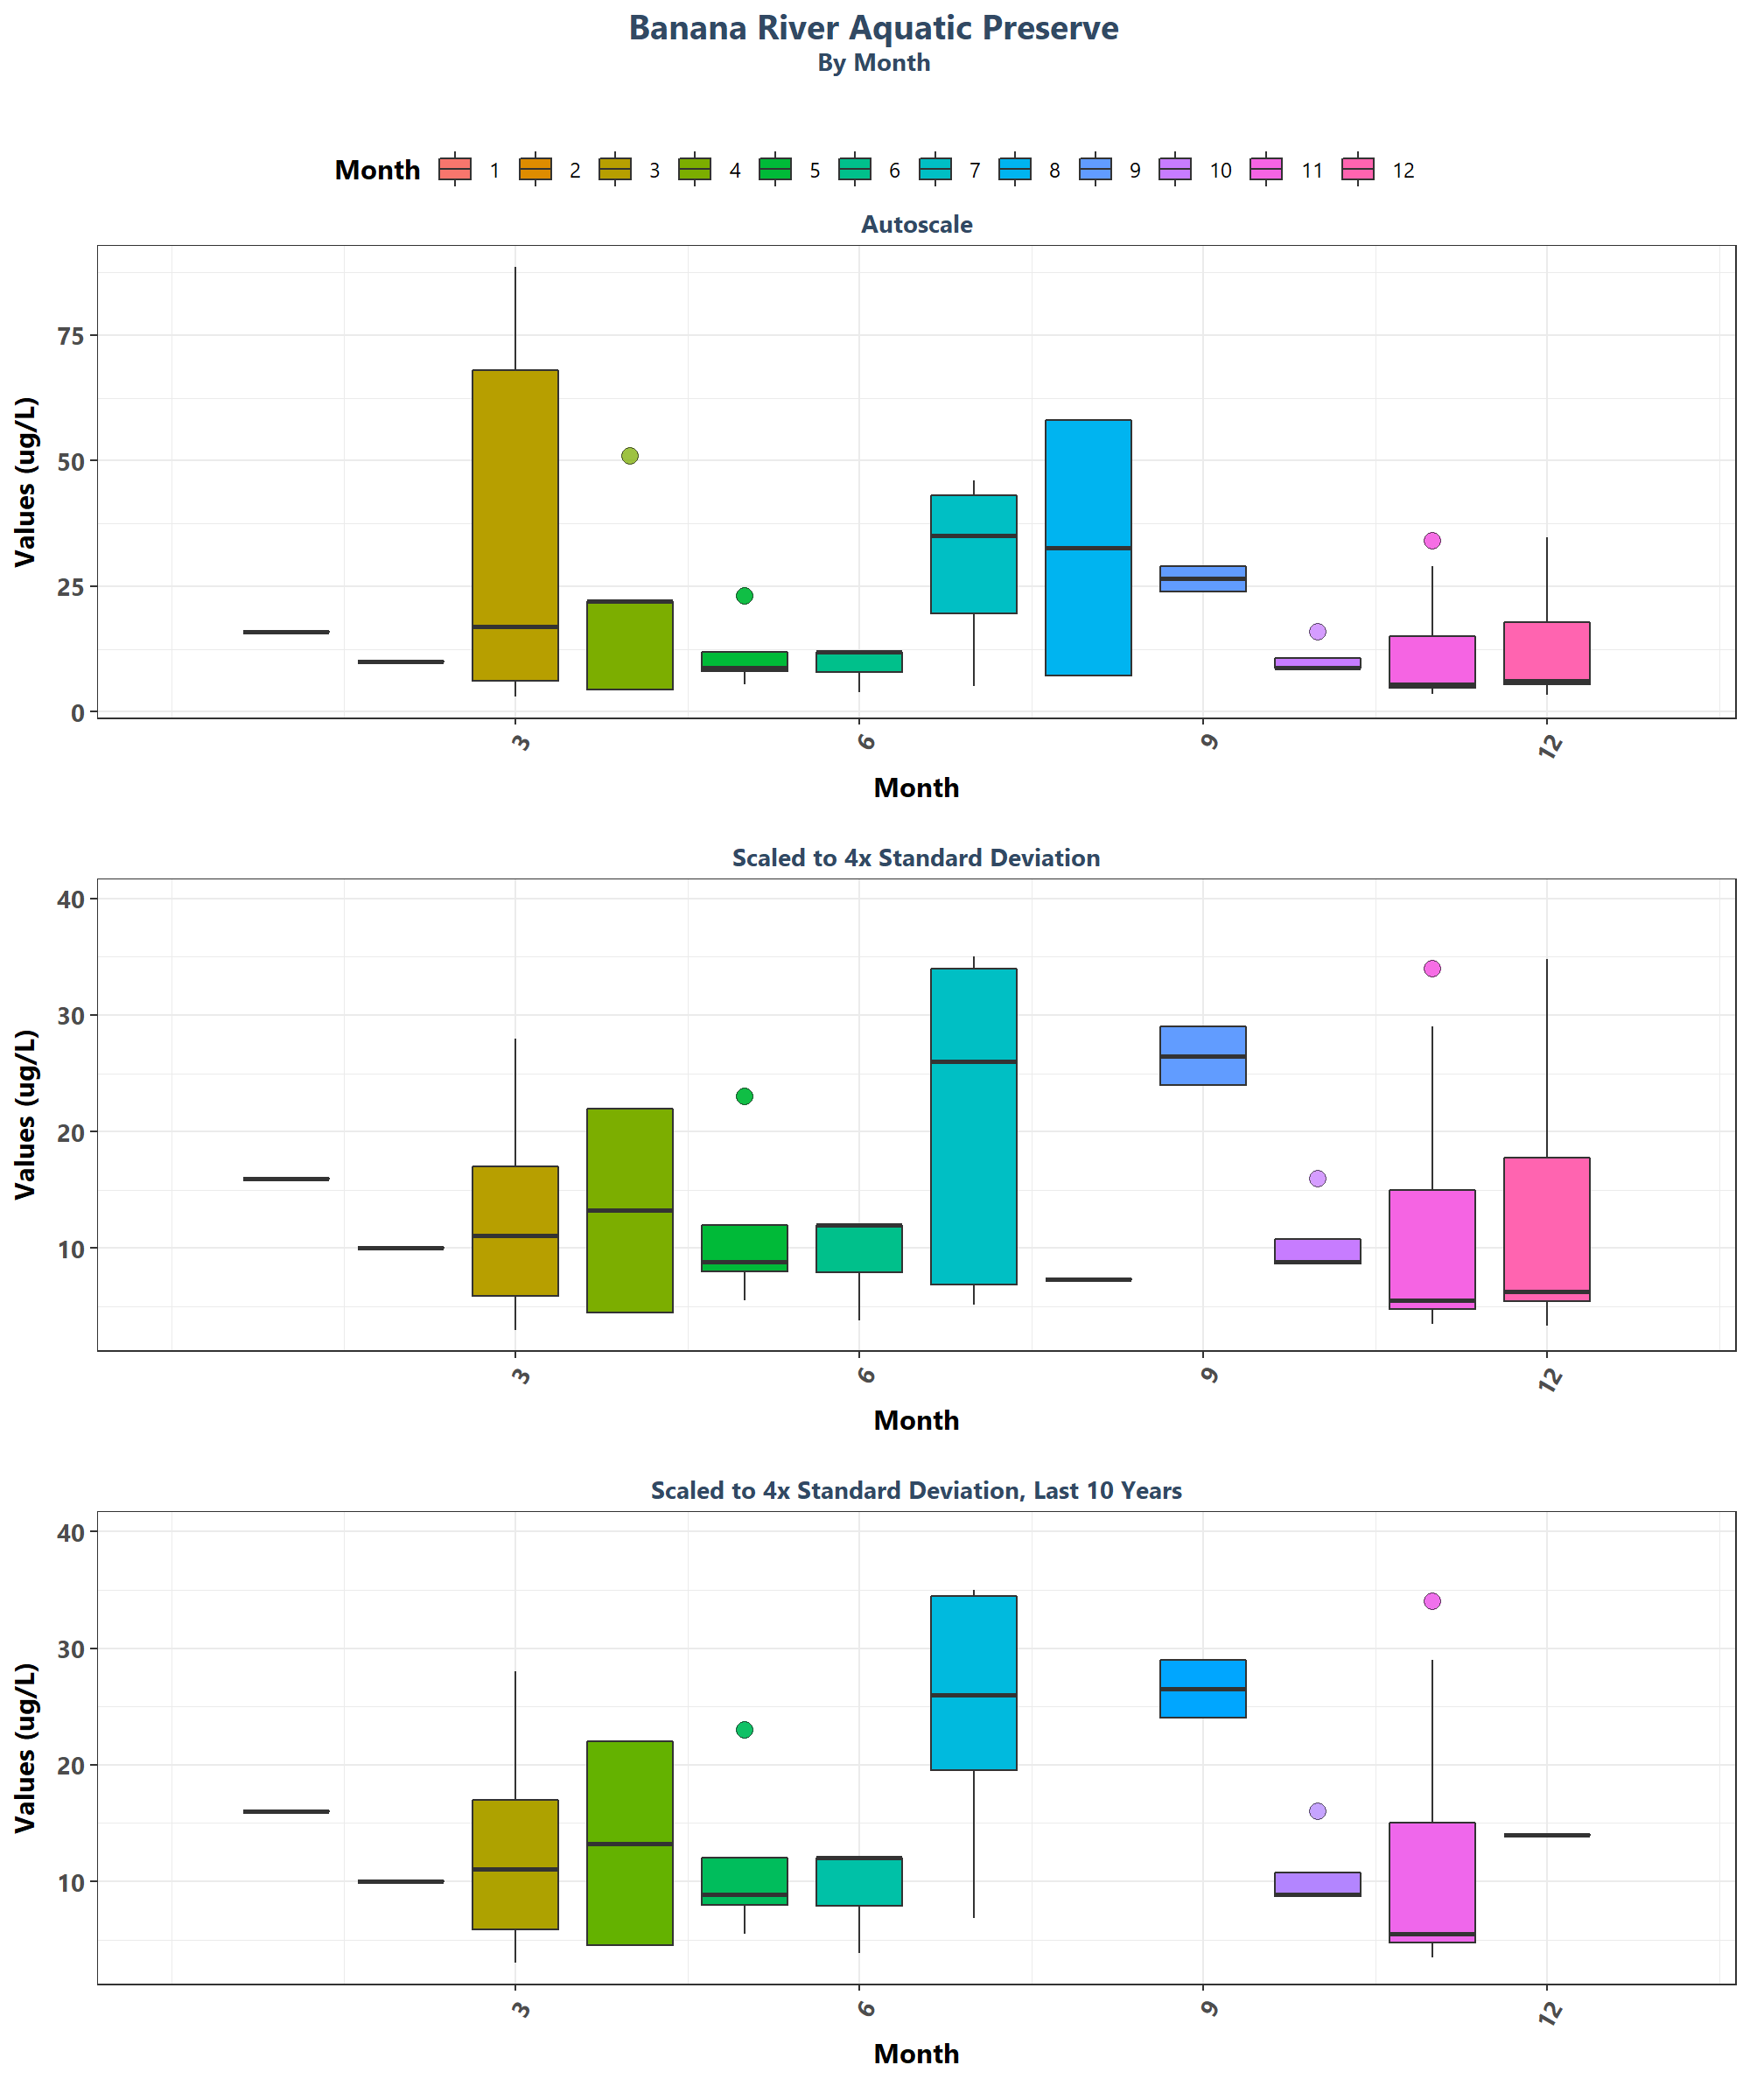 Banana River Aquatic Preserve
By Month
Month 1 2 3 4 5 6 7 8 9 10 11 12
Autoscale
Values (ug/L)
75
50
25
0
3 6 9 12
Month
Scaled to 4x Standard Deviation
Values (ug/L)
40
30
20
10
3 6 9 12
Month
Scaled to 4x Standard Deviation, Last 10 Years
Values (ug/L)
40
30
20
10
3 6 9 12
Month